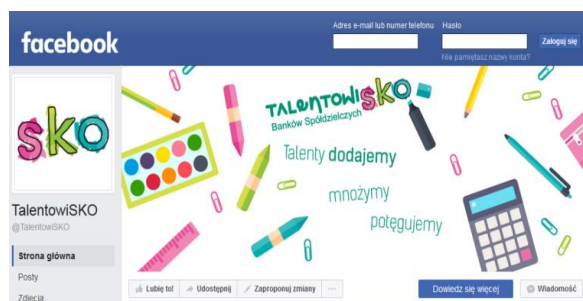 facebook
Adres e-mail lub numer telefonu
Hasło
Zaloguj się
Nie pamiętasz nazwy konta?
sko
TalentowiSKO
Banków Spółdzielczych
Talenty dodajemy
mnożymy
potęgujemy
TalentowiSKO
@TalentowiSKO
Strona główna
Posty
Zdjęcia
Lubię to!
Udostępnij
Zaproponuj zmiany
...
Dowiedz się więcej
Wiadomość